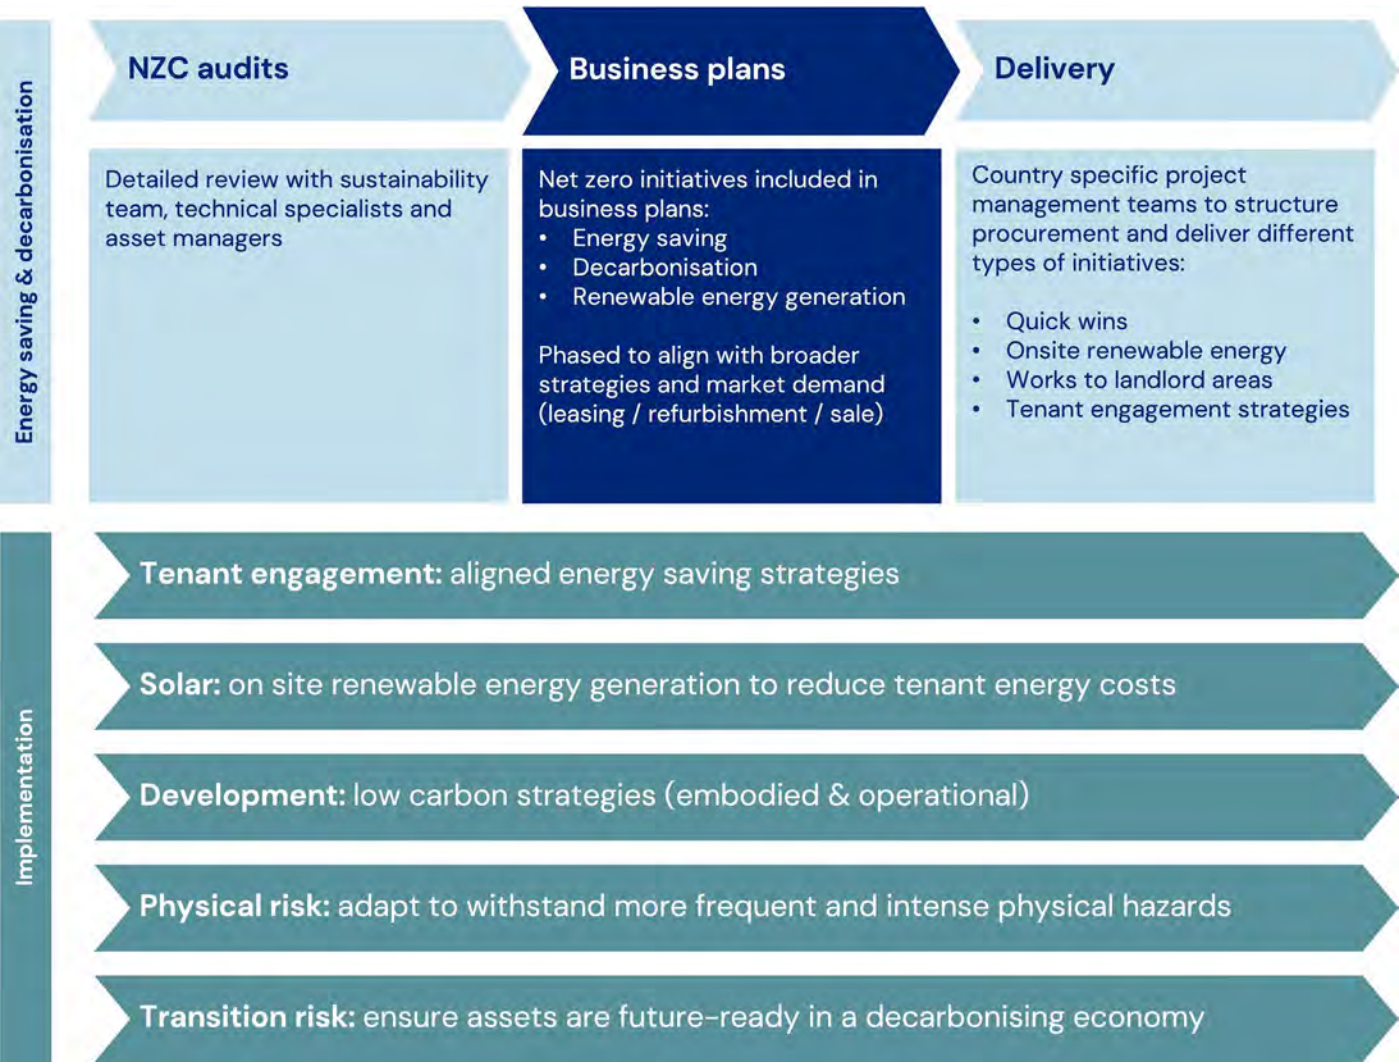 Energy saving & decarbonisation
NZC audits
Detailed review with sustainability
team, technical specialists and
asset managers
Business plans
Net zero initiatives included in
business plans:
• Energy saving
• Decarbonisation
• Renewable energy generation
Phased to align with broader
strategies and market demand
(leasing / refurbishment / sale)
Delivery
Country specific project
management teams to structure
procurement and deliver different
types of initiatives:
• Quick wins
• Onsite renewable energy
• Works to landlord areas
• Tenant engagement strategies
Implementation
Tenant engagement: aligned energy saving strategies
Solar: on site renewable energy generation to reduce tenant energy costs
Development: low carbon strategies (embodied & operational)
Physical risk: adapt to withstand more frequent and intense physical hazards
Transition risk: ensure assets are future-ready in a decarbonising economy